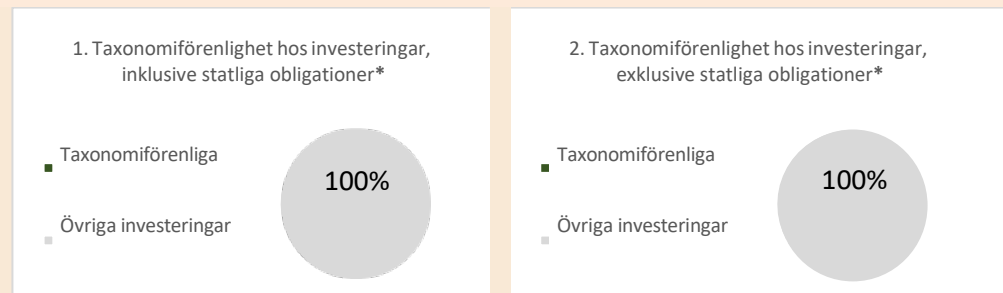 1. Taxonomiförenlighet hos investeringar,
inklusive statliga obligationer*
Taxonomiförenliga
100%
Övriga investeringar
2. Taxonomiförenlighet hos investeringar,
exklusive statliga obligationer*
Taxonomiförenliga
100%
Övriga investeringar